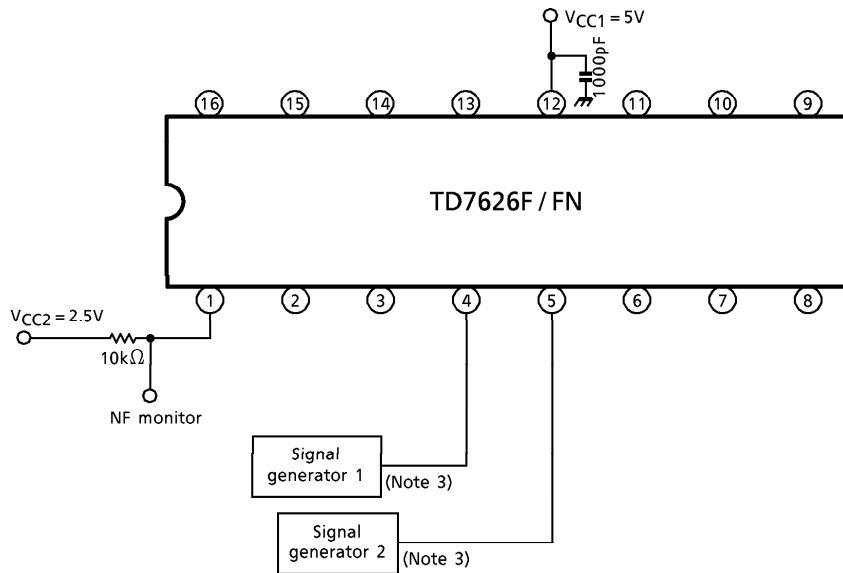 VCC1 = 5V
1000pF
16 15 14 13 12 11 10 9
TD7626F / FN
1 2 3 4 5 6 7 8
VCC2 = 2.5V
10kΩ
NF monitor
Signal
generator 1
(Note 3)
Signal
generator 2
(Note 3)